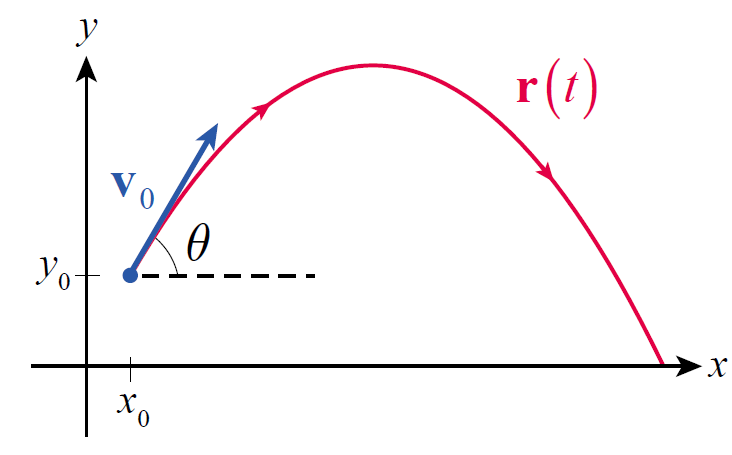 y
r(t)
v₀
θ
y₀
x
x₀